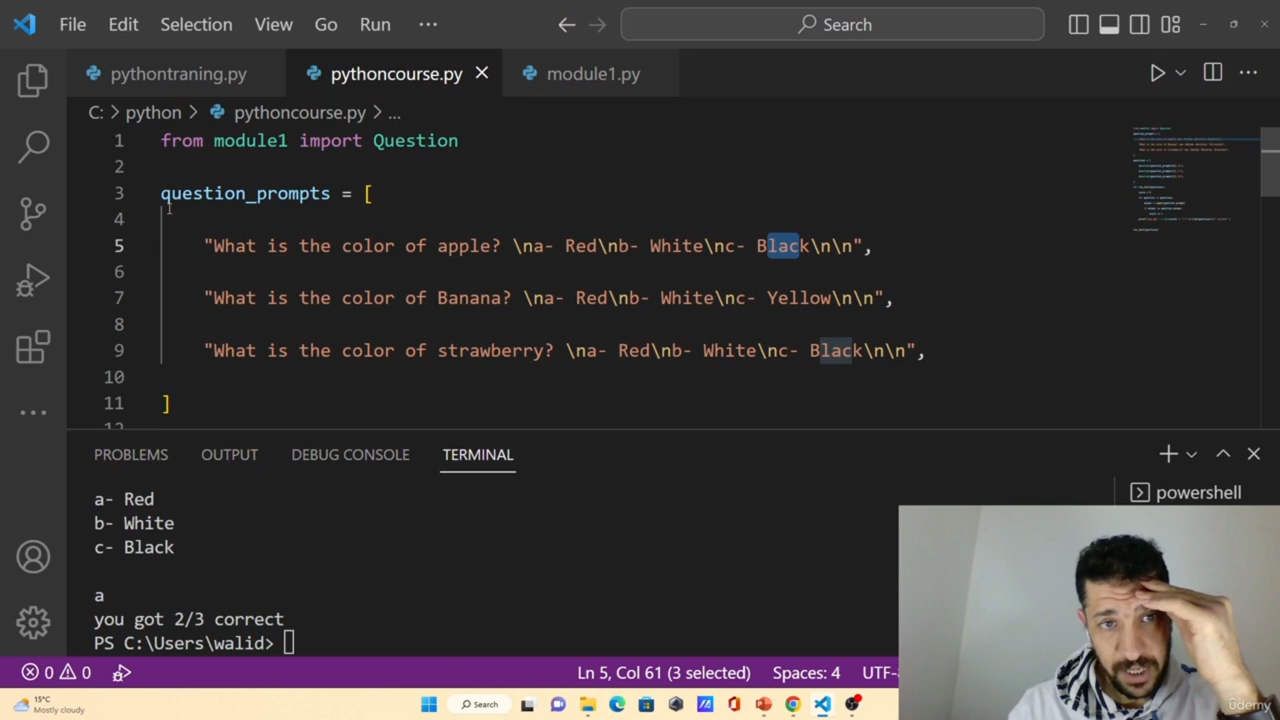 File Edit Selection View Go Run ... Search
pythontraning.py pythoncourse.py module1.py
C: > python > pythoncourse.py > ...
1 from module1 import Question
2
3 question_prompts = [
4
5 "What is the color of apple? \na- Red\nb- White\nc- Black\n\n",
6
7 "What is the color of Banana? \na- Red\nb- White\nc- Yellow\n\n",
8
9 "What is the color of strawberry? \na- Red\nb- White\nc- Black\n\n",
10
11 ]
12
PROBLEMS OUTPUT DEBUG CONSOLE TERMINAL
powershell
a- Red
b- White
c- Black
a
you got 2/3 correct
PS C:\Users\walid>
0 0 Ln 5, Col 61 (3 selected) Spaces: 4 UTF-
15°C
Mostly cloudy
Search
udemy